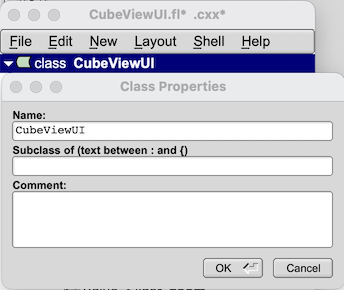 CubeViewUI.fl* .cxx*
File Edit New Layout Shell Help
class CubeViewUI
Class Properties
Name:
CubeViewUI
Subclass of (text between : and {)
Comment:
OK Cancel